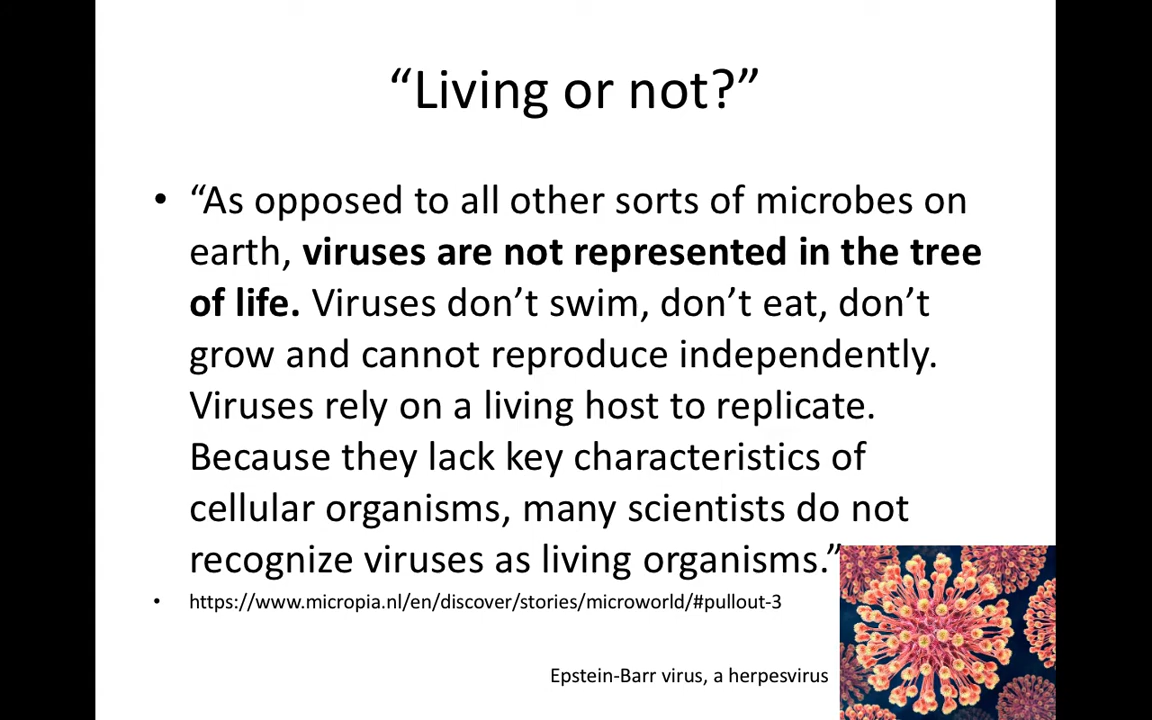 “Living or not?”
• “As opposed to all other sorts of microbes on
earth, viruses are not represented in the tree
of life. Viruses don’t swim, don’t eat, don’t
grow and cannot reproduce independently.
Viruses rely on a living host to replicate.
Because they lack key characteristics of
cellular organisms, many scientists do not
recognize viruses as living organisms.”
• https://www.micropia.nl/en/discover/stories/microworld/#pullout-3
Epstein-Barr virus, a herpesvirus